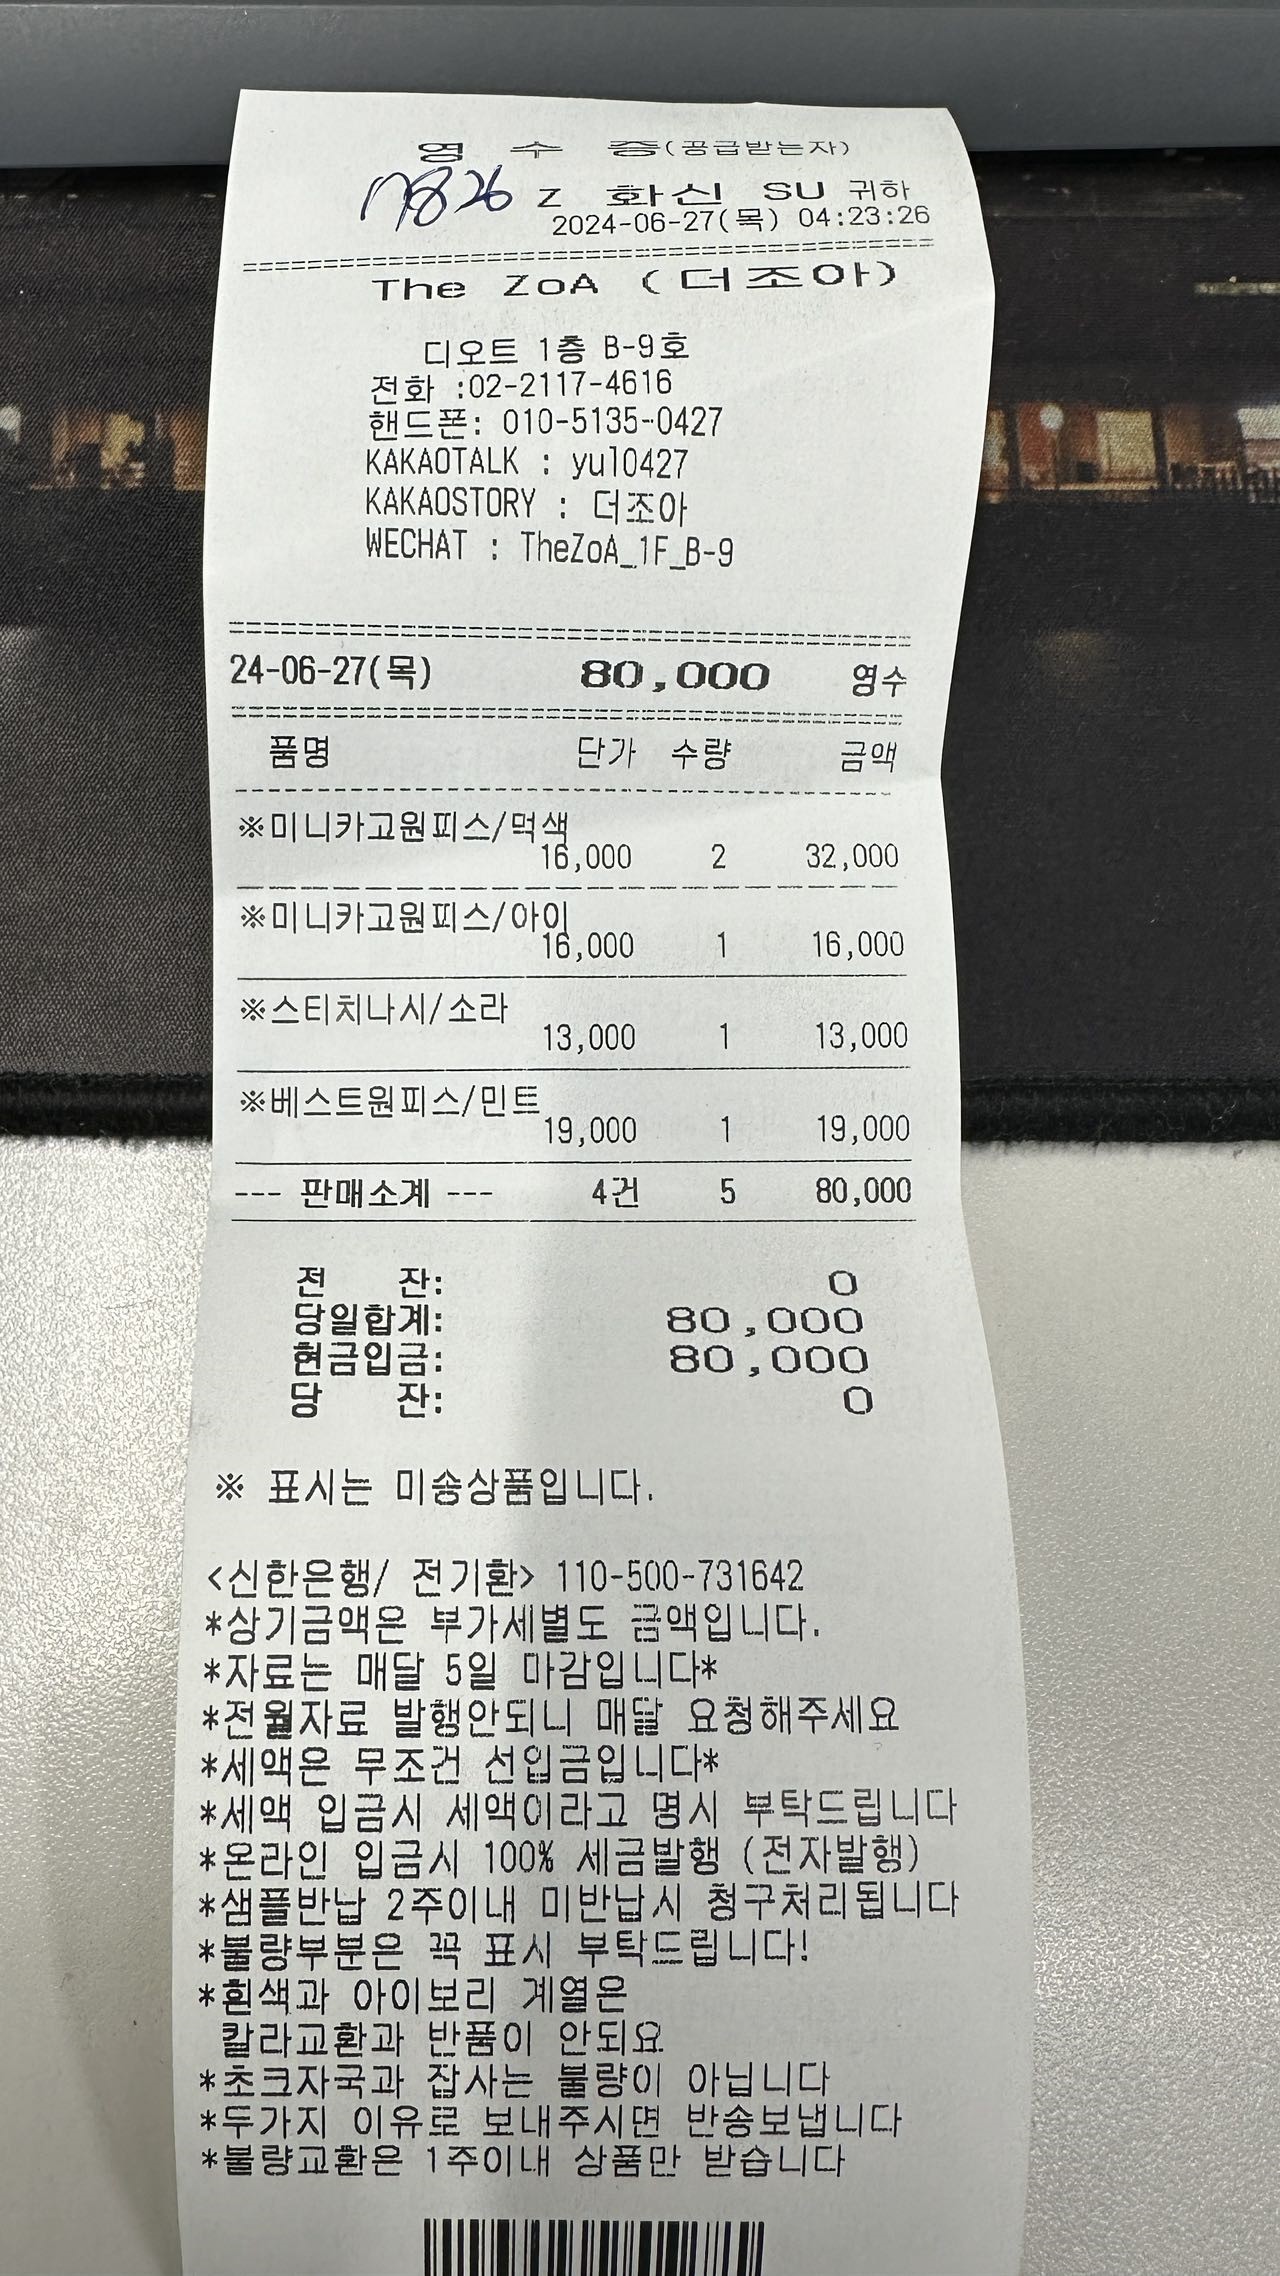 영 수 증(공급받는자)
Z 화신 SU 귀하
2024-06-27(목) 04:23:26
The ZoA (더조아)
디오트 1층 B-9호
전화 :02-2117-4616
핸드폰: 010-5135-0427
KAKAOTALK : yul0427
KAKAOSTORY : 더조아
WECHAT : TheZoA_1F_B-9
24-06-27(목) 80,000 영수
품명 단가 수량 금액
※미니카고원피스/먹색
16,000 2 32,000
※미니카고원피스/아이
16,000 1 16,000
※스티치나시/소라
13,000 1 13,000
※베스트원피스/민트
19,000 1 19,000
--- 판매소계 --- 4건 5 80,000
전 잔: 0
당일합계: 80,000
현금입금: 80,000
당 잔: 0
※ 표시는 미송상품입니다.
<신한은행/ 전기환> 110-500-731642
*상기금액은 부가세별도 금액입니다.
*자료는 매달 5일 마감입니다*
*전월자료 발행안되니 매달 요청해주세요
*세액은 무조건 선입금입니다*
*세액 입금시 세액이라고 명시 부탁드립니다
*온라인 입금시 100% 세금발행 (전자발행)
*샘플반납 2주이내 미반납시 청구처리됩니다
*불량부분은 꼭 표시 부탁드립니다!
*흰색과 아이보리 계열은
칼라교환과 반품이 안되요
*초크자국과 잡사는 불량이 아닙니다
*두가지 이유로 보내주시면 반송보냅니다
*불량교환은 1주이내 상품만 받습니다